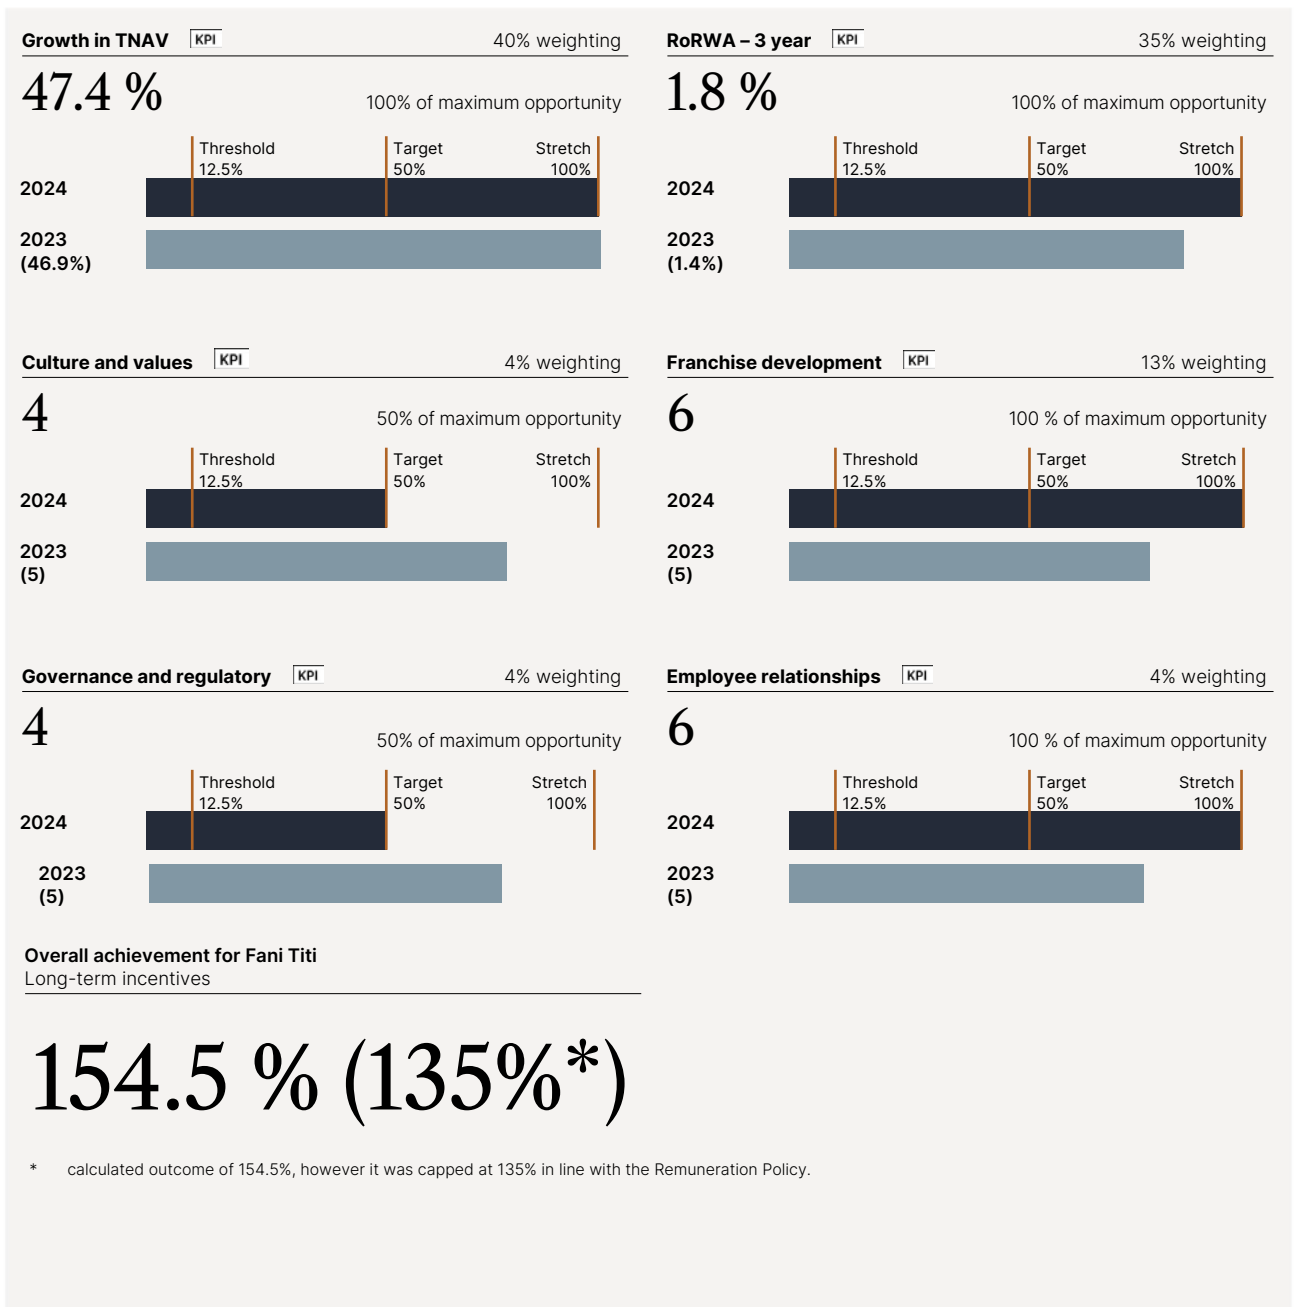 Growth in TNAV KPI 40% weighting
47.4 % 100% of maximum opportunity
Threshold Target Stretch
12.5% 50% 100%
2024
2023
(46.9%)
RoRWA – 3 year KPI 35% weighting
1.8 % 100% of maximum opportunity
Threshold Target Stretch
12.5% 50% 100%
2024
2023
(1.4%)
Culture and values KPI 4% weighting
4 50% of maximum opportunity
Threshold Target Stretch
12.5% 50% 100%
2024
2023
(5)
Franchise development KPI 13% weighting
6 100 % of maximum opportunity
Threshold Target Stretch
12.5% 50% 100%
2024
2023
(5)
Governance and regulatory KPI 4% weighting
4 50% of maximum opportunity
Threshold Target Stretch
12.5% 50% 100%
2024
2023
(5)
Employee relationships KPI 4% weighting
6 100 % of maximum opportunity
Threshold Target Stretch
12.5% 50% 100%
2024
2023
(5)
Overall achievement for Fani Titi
Long-term incentives
154.5 % (135%*)
* calculated outcome of 154.5%, however it was capped at 135% in line with the Remuneration Policy.